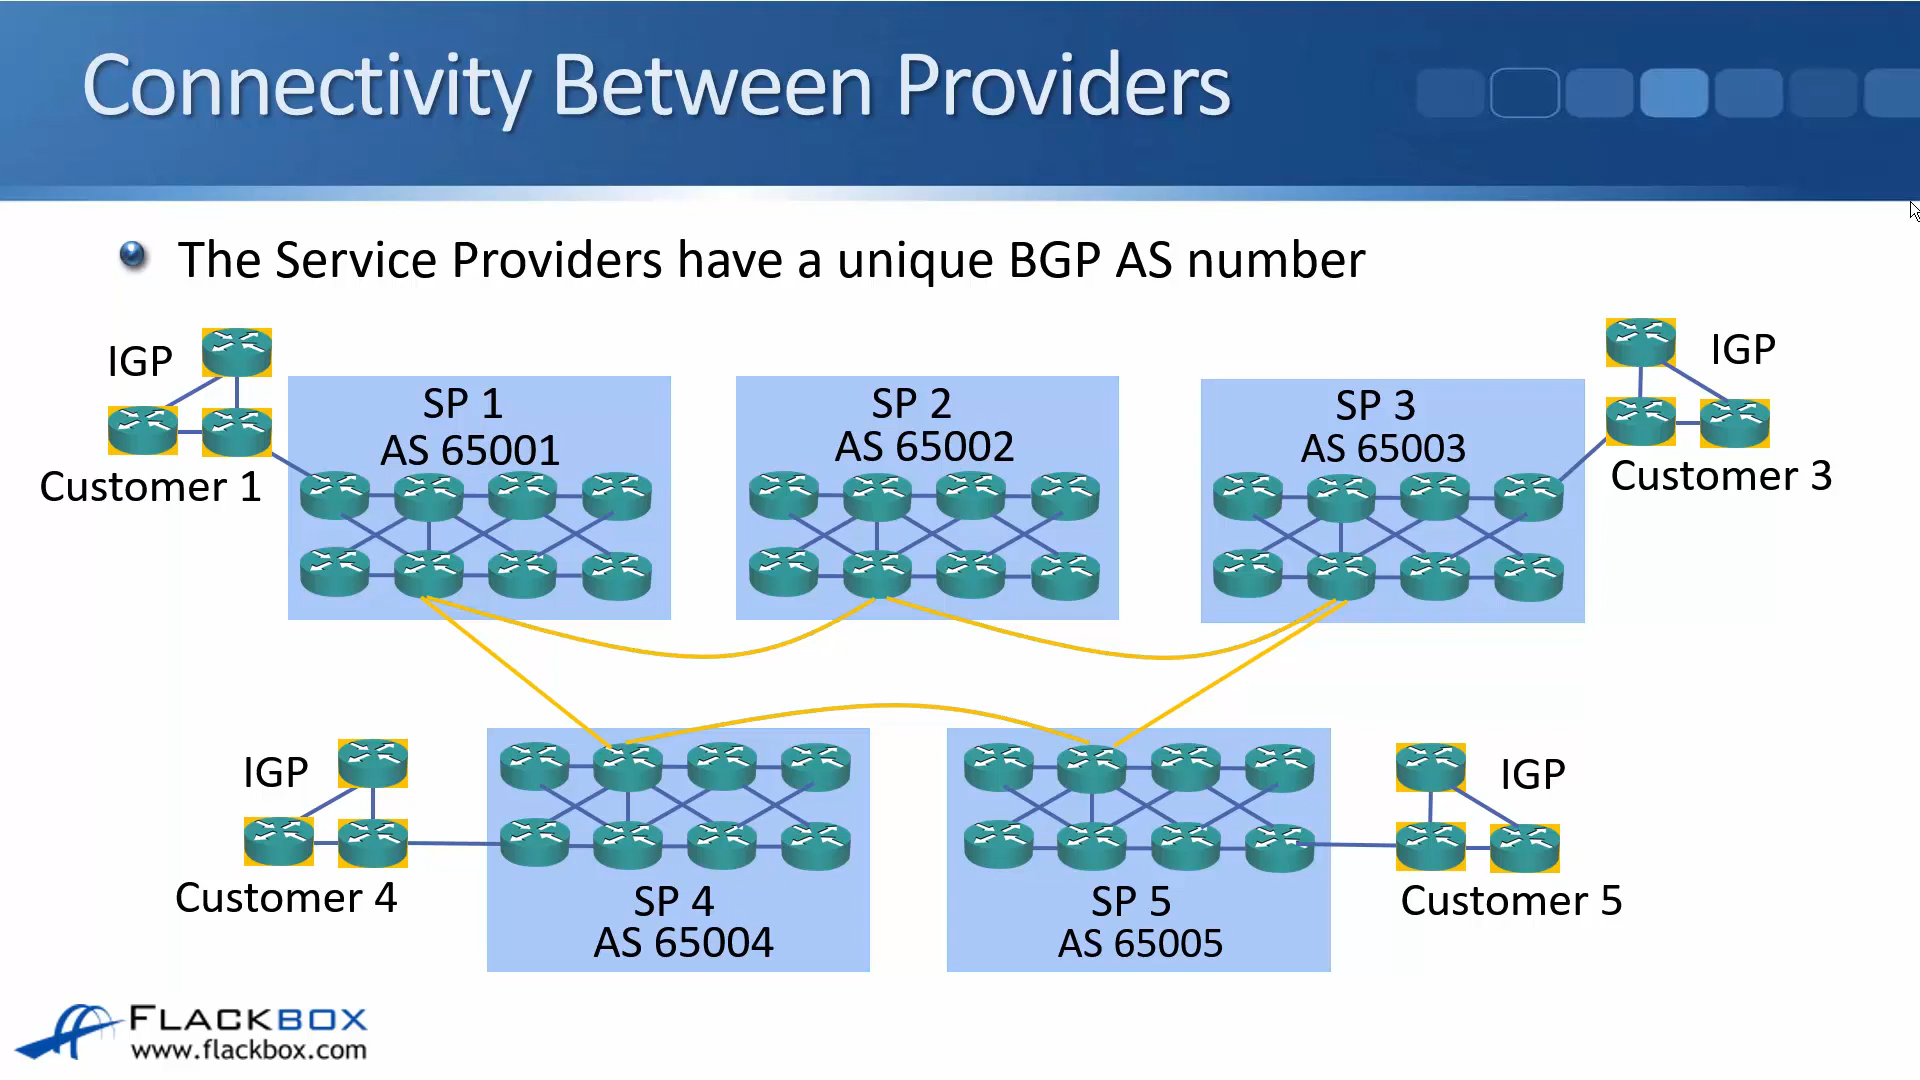 Connectivity Between Providers
The Service Providers have a unique BGP AS number
IGP
Customer 1
SP 1
AS 65001
SP 2
AS 65002
SP 3
AS 65003
IGP
Customer 3
IGP
Customer 4
SP 4
AS 65004
SP 5
AS 65005
IGP
Customer 5
FLACKBOX
www.flackbox.com